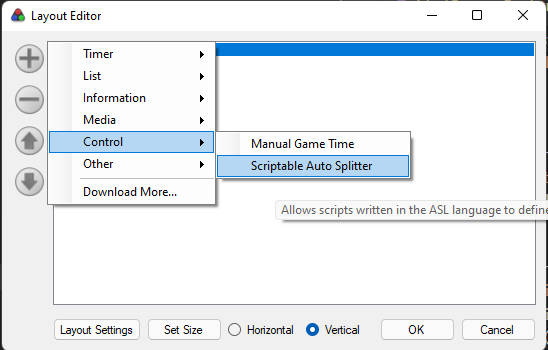 Layout Editor
Timer
List
Information
Media
Control
Other
Download More...
Manual Game Time
Scriptable Auto Splitter
Allows scripts written in the ASL language to define
Layout Settings
Set Size
Horizontal
Vertical
OK
Cancel